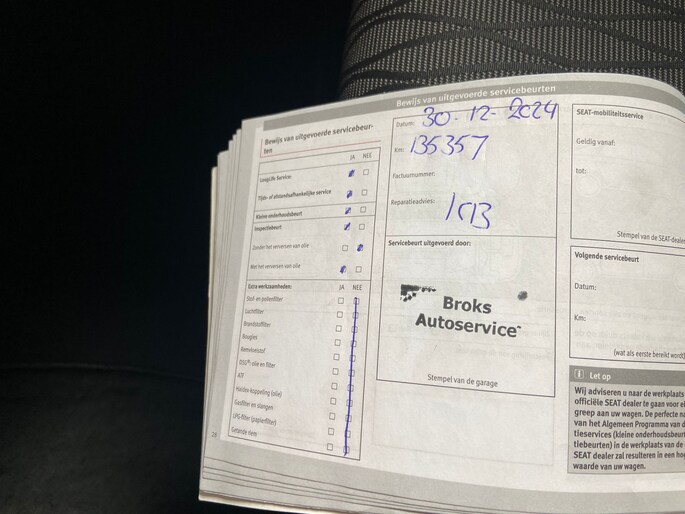 Bewijs van uitgevoerde servicebeurten
Bewijs van uitgevoerde servicebeur-
ten
JA NEE
LongLife Service:
Tijds- of afstandsafhankelijke service
Kleine onderhoudsbeurt
Inspectiebeurt
Zonder het verversen van olie
Met het verversen van olie
Extra werkzaamheden: JA NEE
Stof- en pollenfilter
Luchtfilter
Brandstoffilter
Bougies
Remvloeistof
DSG®: olie en filter
ATF
Haldex koppeling (olie)
Gasfilter en slangen
LPG-filter (papierfilter)
Getande riem
28
Datum: 30-12-2024
Km: 135357
Factuurnummer:
Reparatieadvies:
Servicebeurt uitgevoerd door:
Broks
Autoservice
Stempel van de garage
SEAT-mobiliteitsservice
Geldig vanaf:
tot:
Stempel van de SEAT-dealer
Volgende servicebeurt
Datum:
Km:
(wat als eerste bereikt wordt)
Let op
Wij adviseren u naar de werkplaats
officiële SEAT dealer te gaan voor el
greep aan uw wagen. De perfecte na
van het Algemeen Programma van d
tieservices (kleine onderhoudsbeurt
tiebeurten) in de werkplaats van de
SEAT dealer zal resulteren in een hog
waarde van uw wagen.